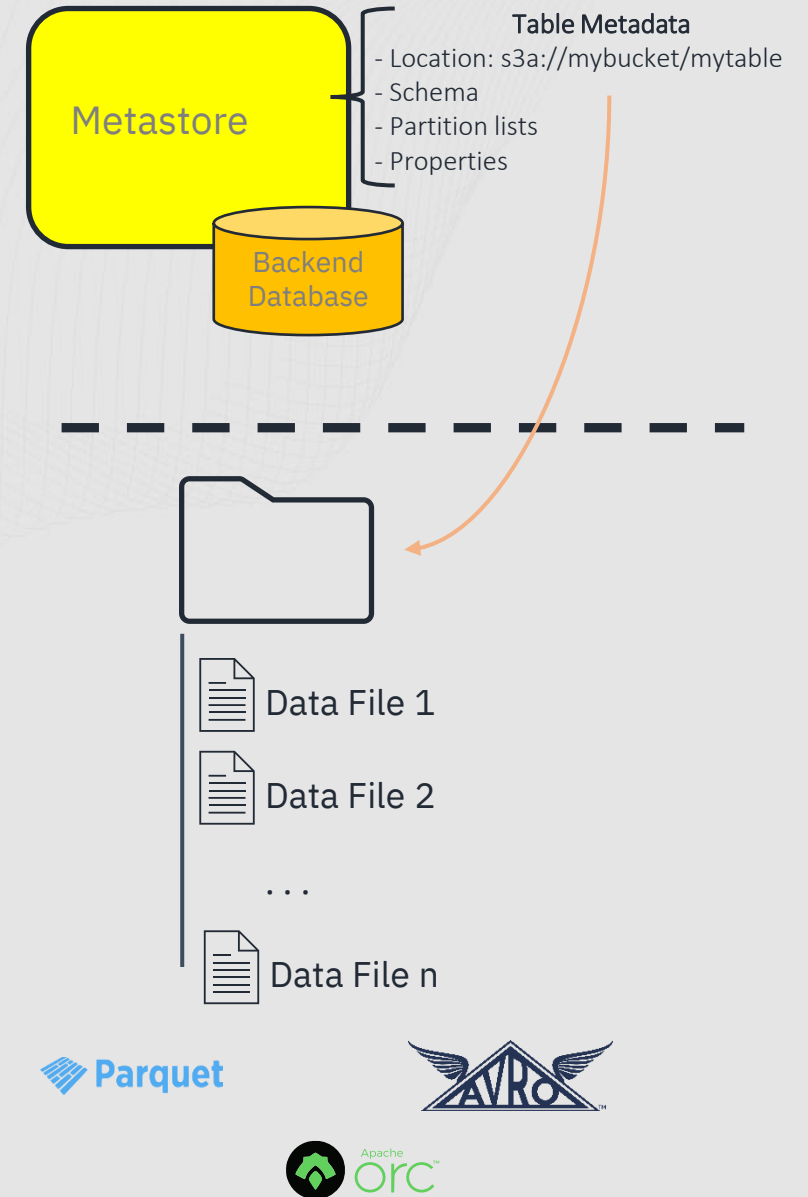 Table Metadata
- Location: s3a://mybucket/mytable
- Schema
- Partition lists
- Properties
Metastore
Backend
Database
Data File 1
Data File 2
. . .
Data File n
Parquet
AVRO
TM
Apache
orc™